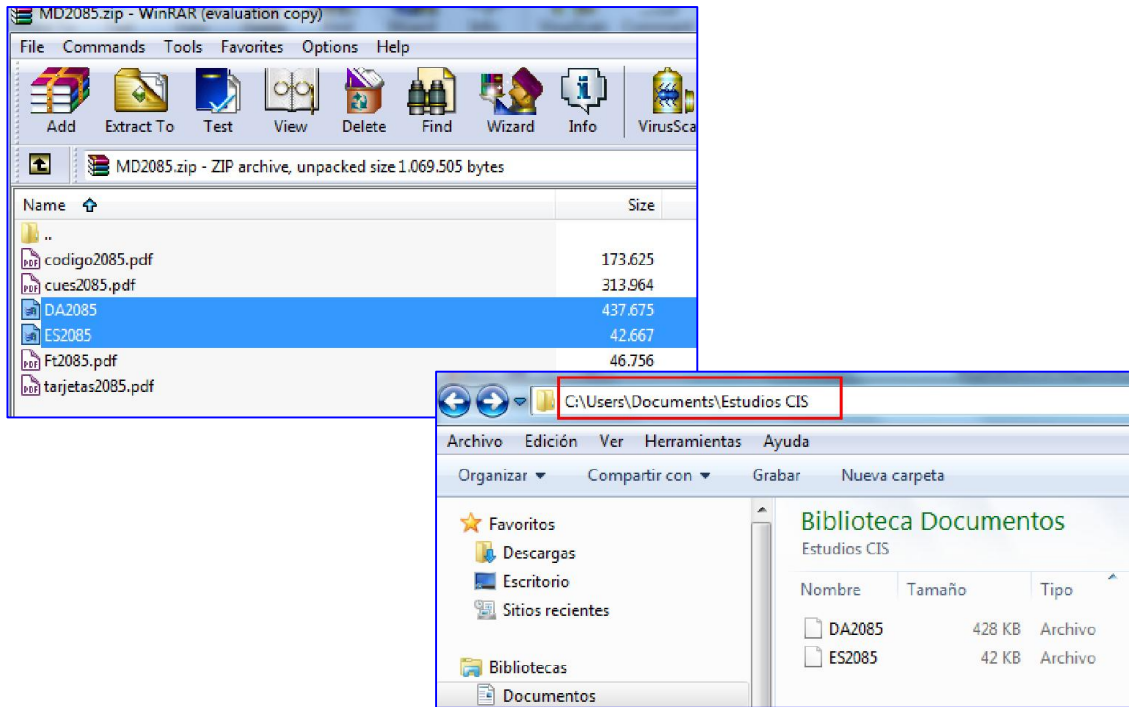 MD2085.zip - WinRAR (evaluation copy)
File Commands Tools Favorites Options Help
Add Extract To Test View Delete Find Wizard Info VirusSca
MD2085.zip - ZIP archive, unpacked size 1.069.505 bytes
Name Size
..
codigo2085.pdf 173.625
cues2085.pdf 313.964
DA2085 437.675
ES2085 42.667
Ft2085.pdf 46.756
tarjetas2085.pdf
C:\Users\Documents\Estudios CIS
Archivo Edición Ver Herramientas Ayuda
Organizar Compartir con Grabar Nueva carpeta
Favoritos
Descargas
Escritorio
Sitios recientes
Bibliotecas
Documentos
Biblioteca Documentos
Estudios CIS
Nombre Tamaño Tipo
DA2085 428 KB Archivo
ES2085 42 KB Archivo